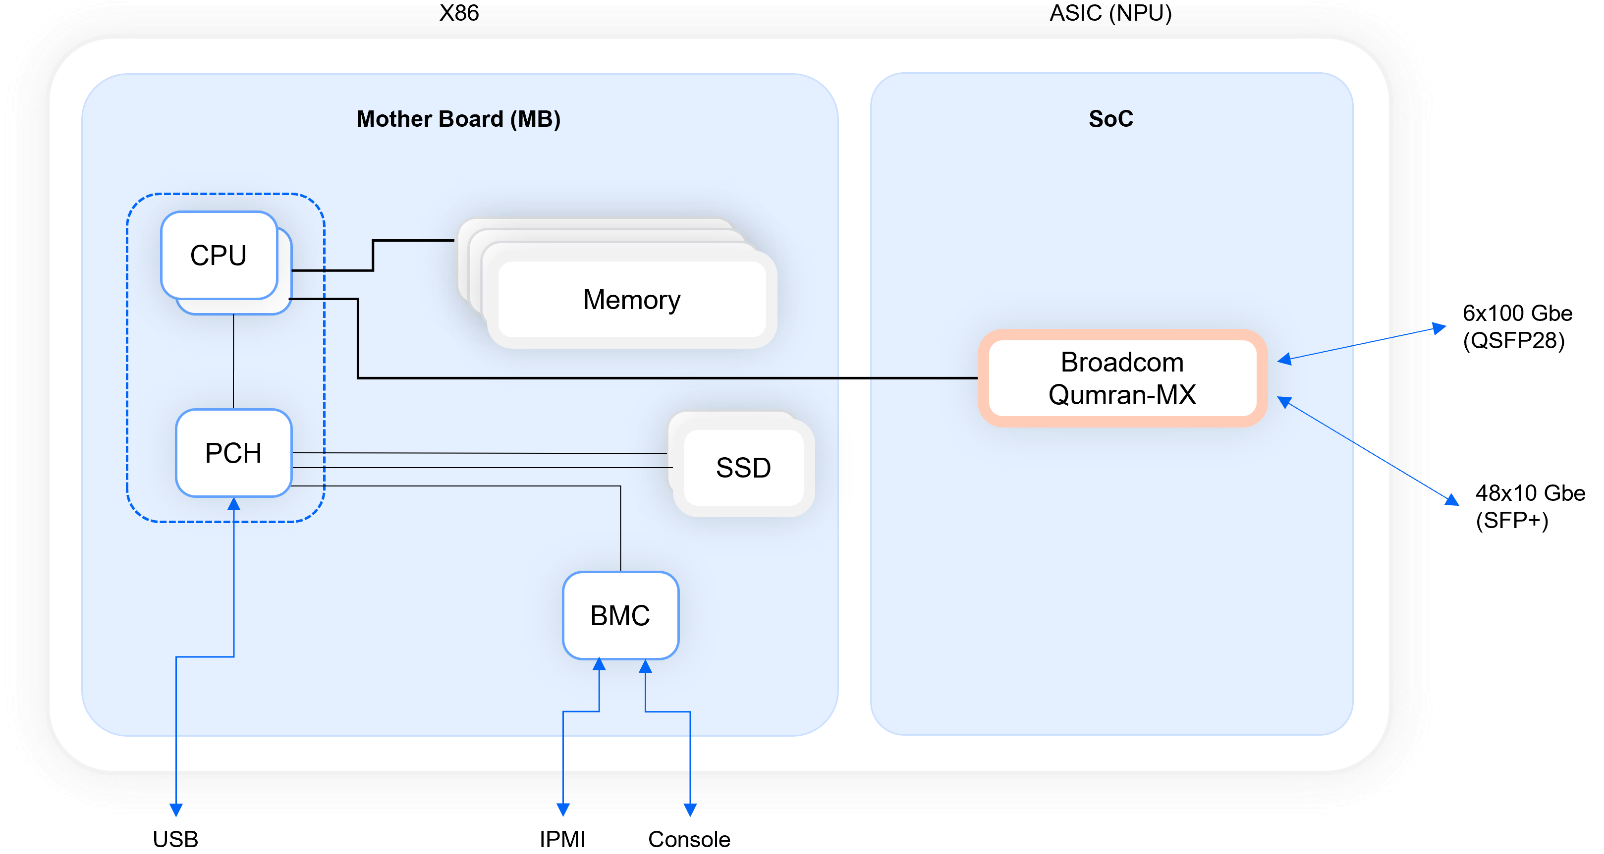 X86
ASIC (NPU)
Mother Board (MB)
SoC
CPU
Memory
6x100 Gbe
(QSFP28)
Broadcom
Qumran-MX
PCH
SSD
48x10 Gbe
(SFP+)
BMC
USB
IPMI
Console